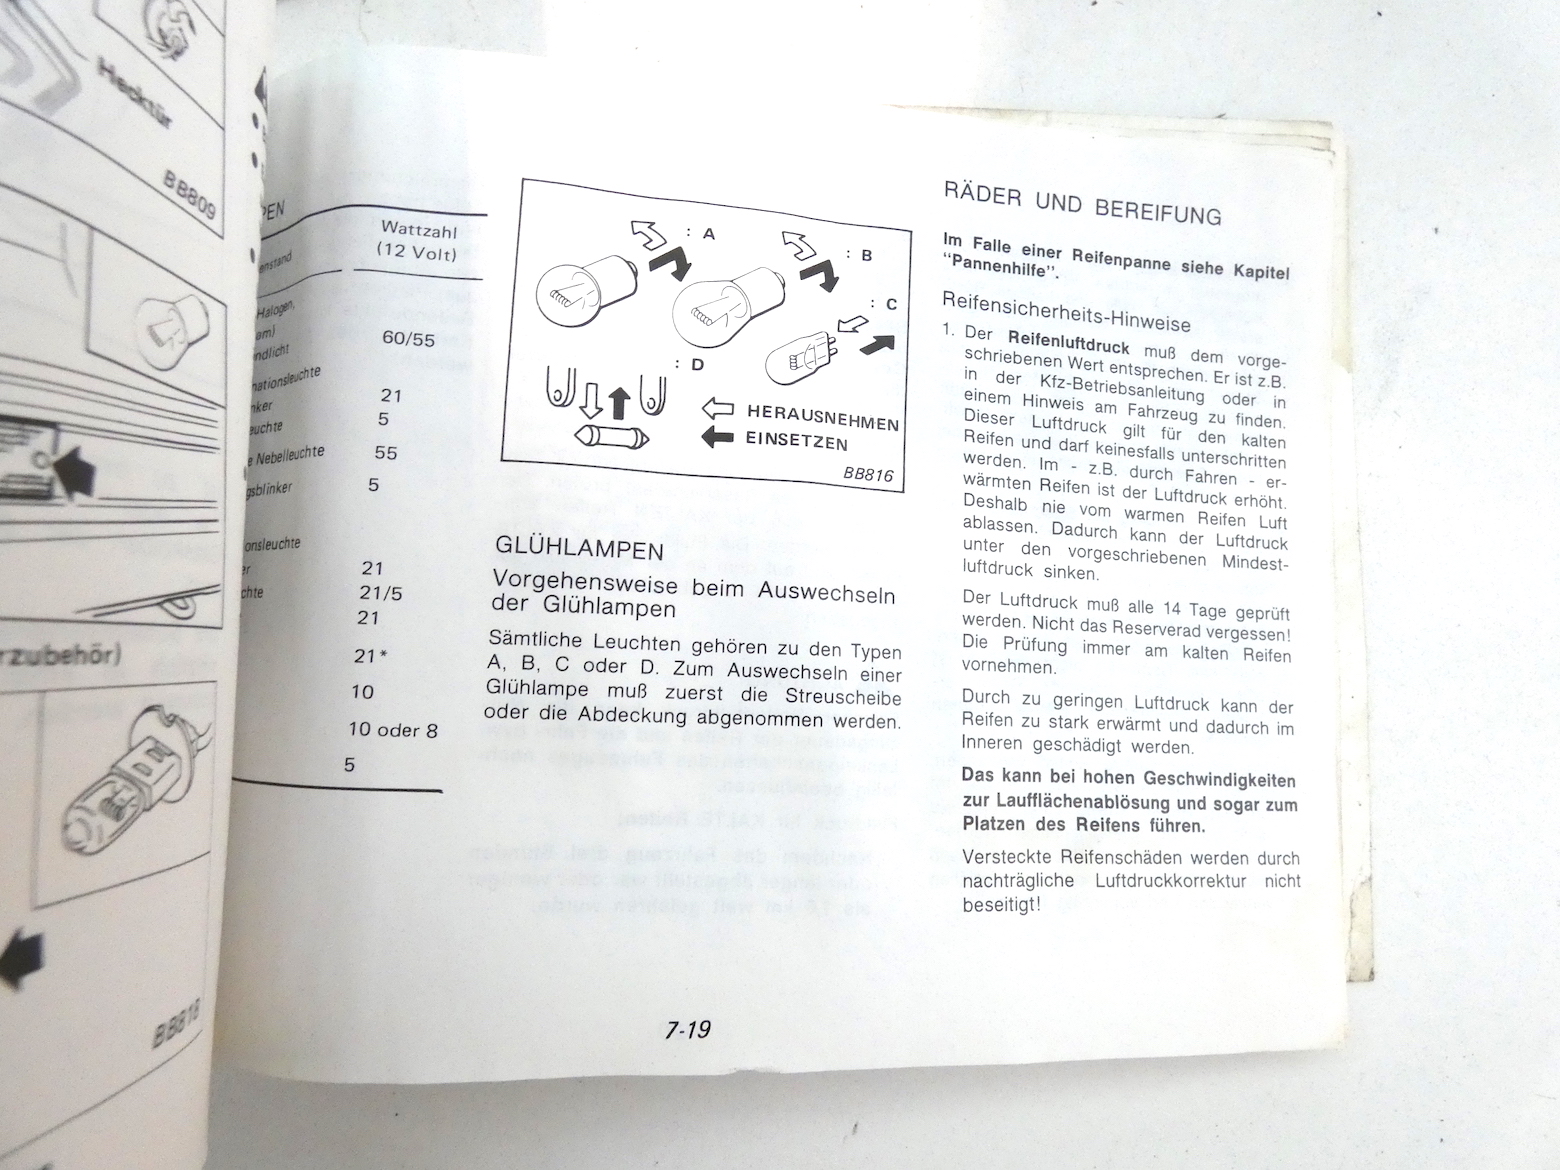 Hecktür
BB809
rzubehör)
BB818
PEN
enstand
Wattzahl
(12 Volt)
Halogen,
am)
ndlicht
60/55
nationsleuchte
nker
21
euchte
5
e Nebelleuchte
55
gsblinker
5
onsleuchte
er
21
chte
21/5
21
21*
10
10 oder 8
5
: A
: B
: C
: D
HERAUSNEHMEN
EINSETZEN
BB816
GLÜHLAMPEN
Vorgehensweise beim Auswechseln
der Glühlampen
Sämtliche Leuchten gehören zu den Typen
A, B, C oder D. Zum Auswechseln einer
Glühlampe muß zuerst die Streuscheibe
oder die Abdeckung abgenommen werden.
RÄDER UND BEREIFUNG
Im Falle einer Reifenpanne siehe Kapitel
“Pannenhilfe”.
Reifensicherheits-Hinweise
1. Der Reifenluftdruck muß dem vorge-
schriebenen Wert entsprechen. Er ist z.B.
in der Kfz-Betriebsanleitung oder in
einem Hinweis am Fahrzeug zu finden.
Dieser Luftdruck gilt für den kalten
Reifen und darf keinesfalls unterschritten
werden. Im - z.B. durch Fahren - er-
wärmten Reifen ist der Luftdruck erhöht.
Deshalb nie vom warmen Reifen Luft
ablassen. Dadurch kann der Luftdruck
unter den vorgeschriebenen Mindest-
luftdruck sinken.
Der Luftdruck muß alle 14 Tage geprüft
werden. Nicht das Reserverad vergessen!
Die Prüfung immer am kalten Reifen
vornehmen.
Durch zu geringen Luftdruck kann der
Reifen zu stark erwärmt und dadurch im
Inneren geschädigt werden.
Das kann bei hohen Geschwindigkeiten
zur Laufflächenablösung und sogar zum
Platzen des Reifens führen.
Versteckte Reifenschäden werden durch
nachträgliche Luftdruckkorrektur nicht
beseitigt!
7-19